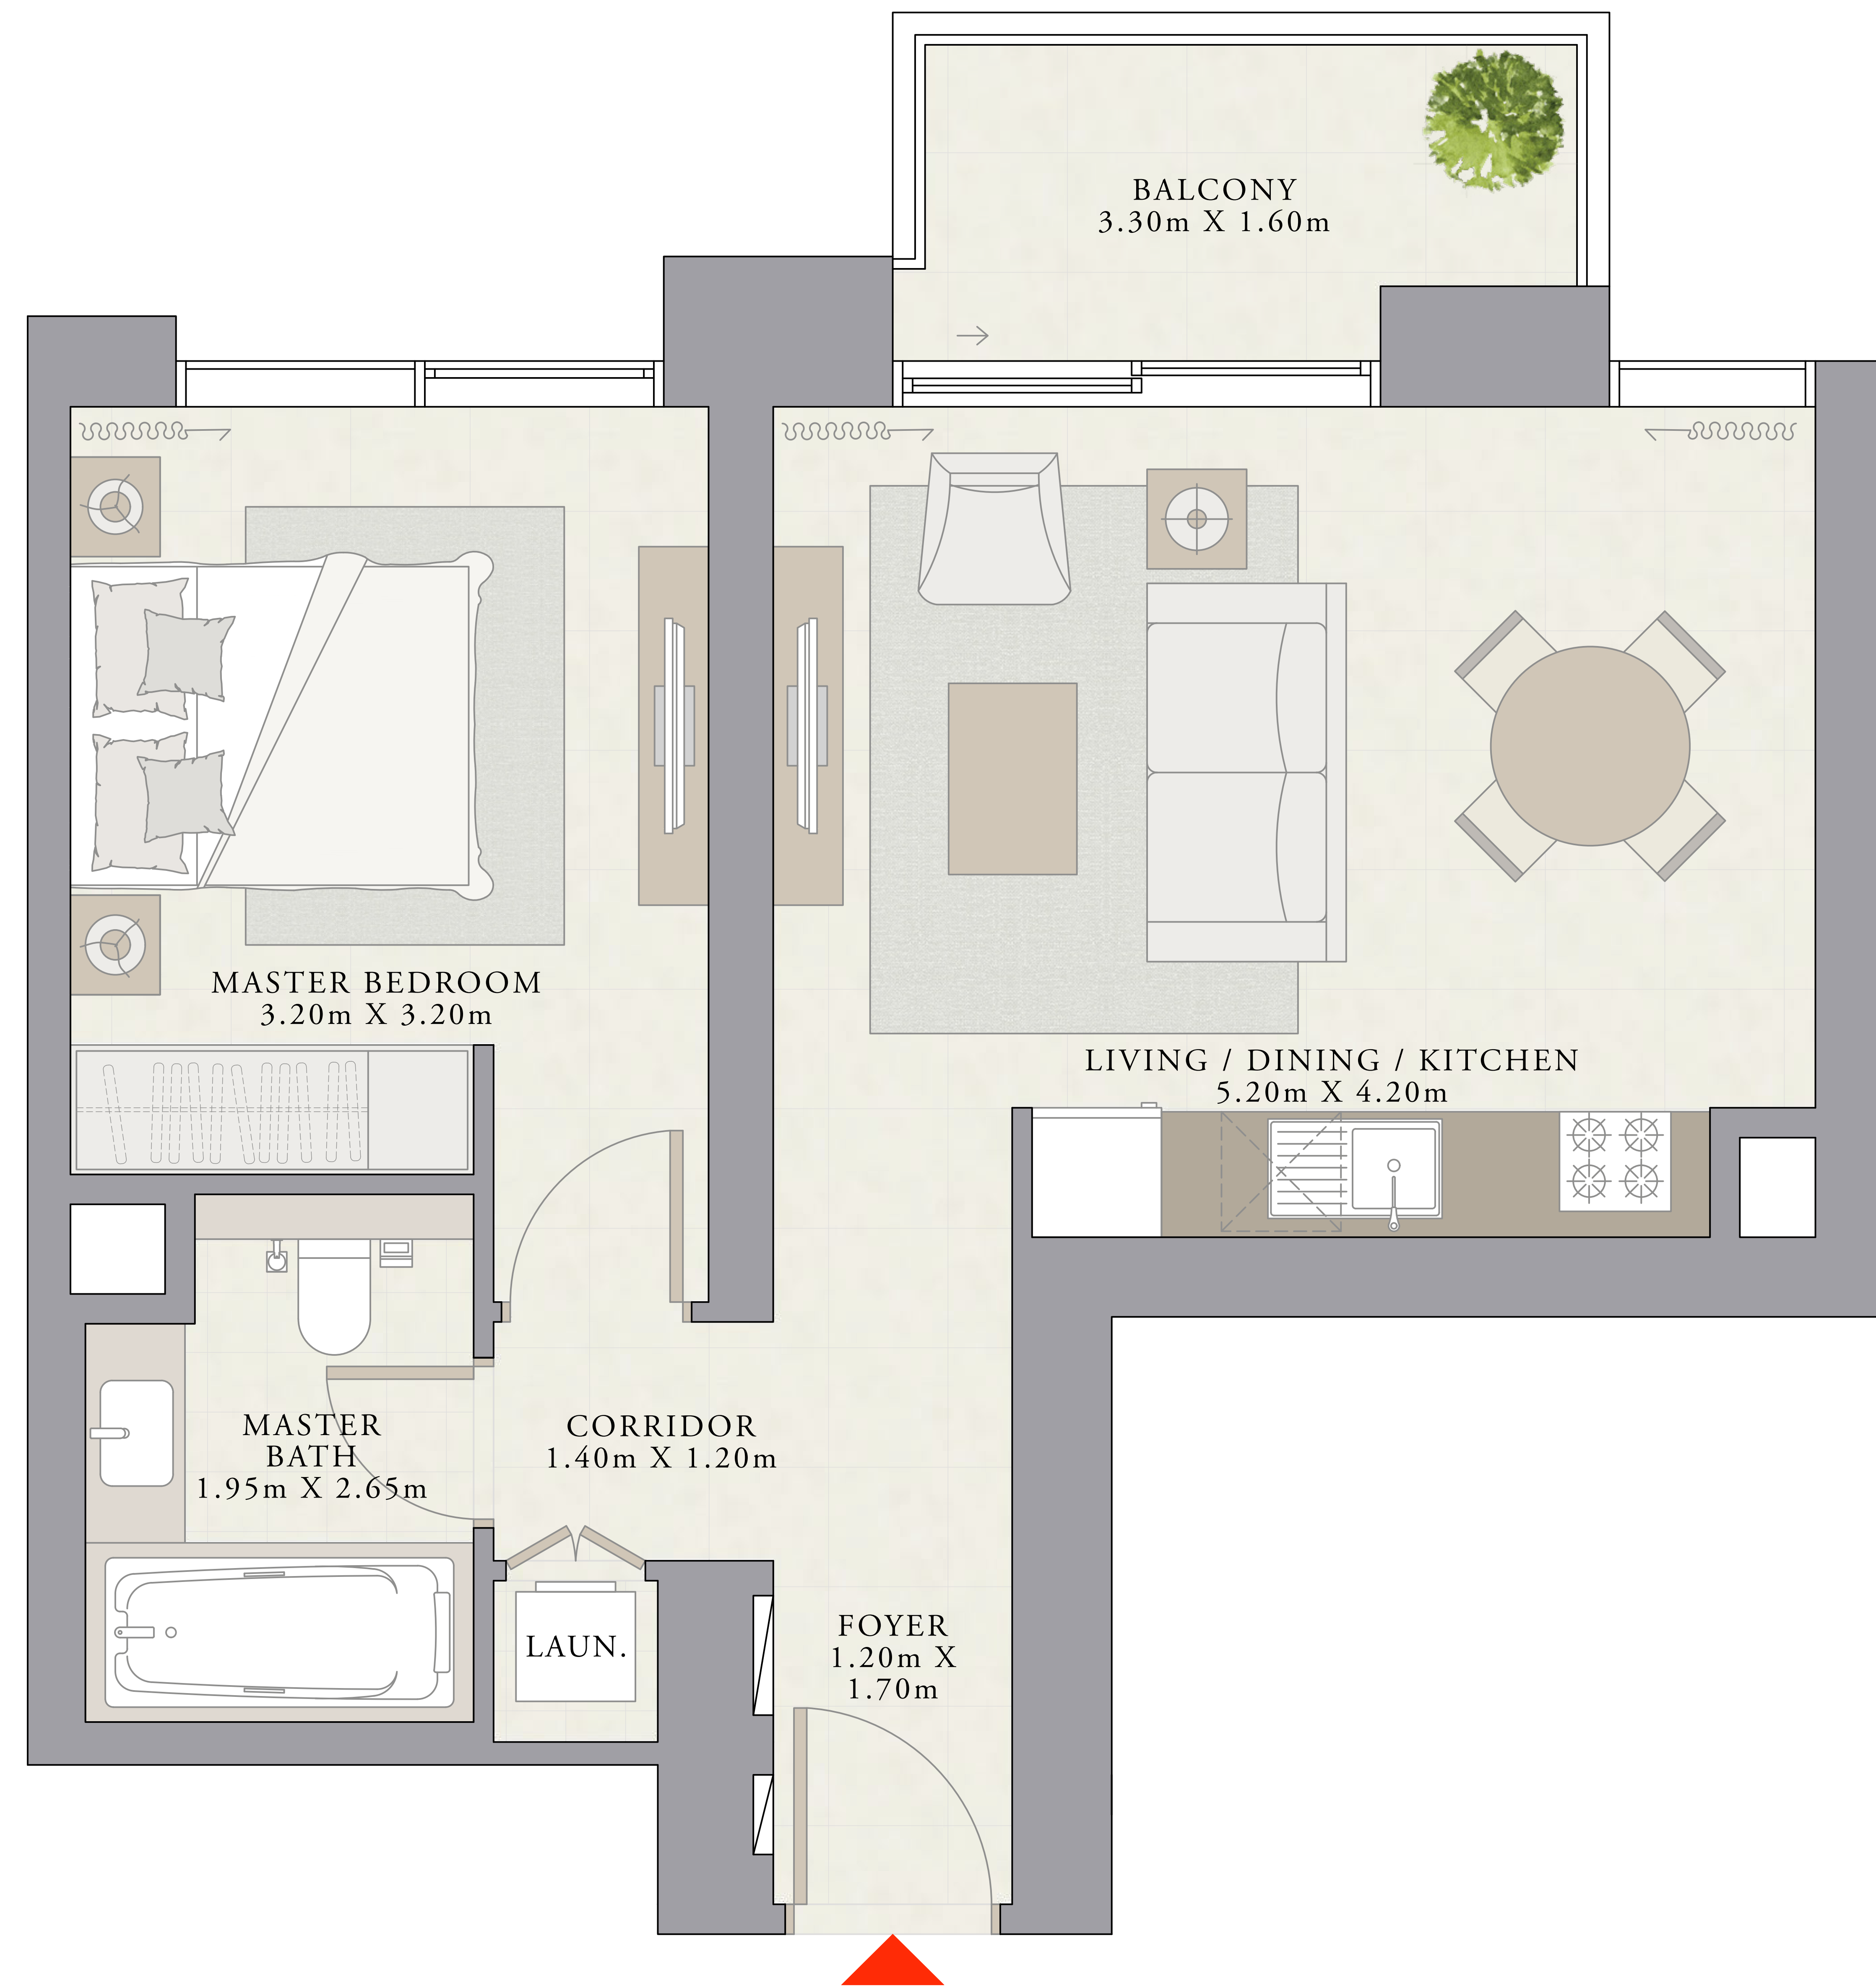 BALCONY
3.30m X 1.60m
MASTER BEDROOM
3.20m X 3.20m
LIVING / DINING / KITCHEN
5.20m X 4.20m
MASTER
BATH
1.95m X 2.65m
CORRIDOR
1.40m X 1.20m
LAUN.
FOYER
1.20m X
1.70m